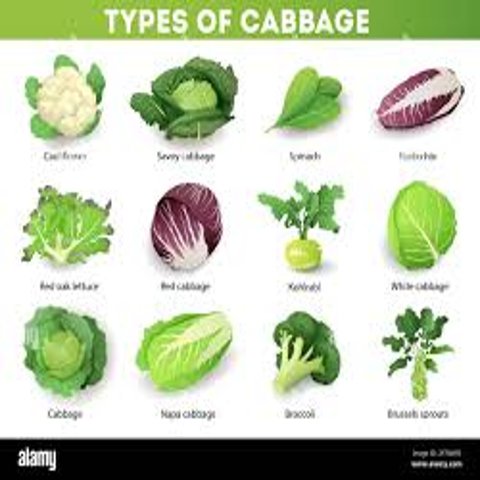 TYPES OF CABBAGE
Cauliflower
Savoy cabbage
Spinach
Radicchio
Red oak lettuce
Red cabbage
Kohlrabi
White cabbage
Cabbage
Napa cabbage
Broccoli
Brussels sprouts
alamy
www.alamy.com